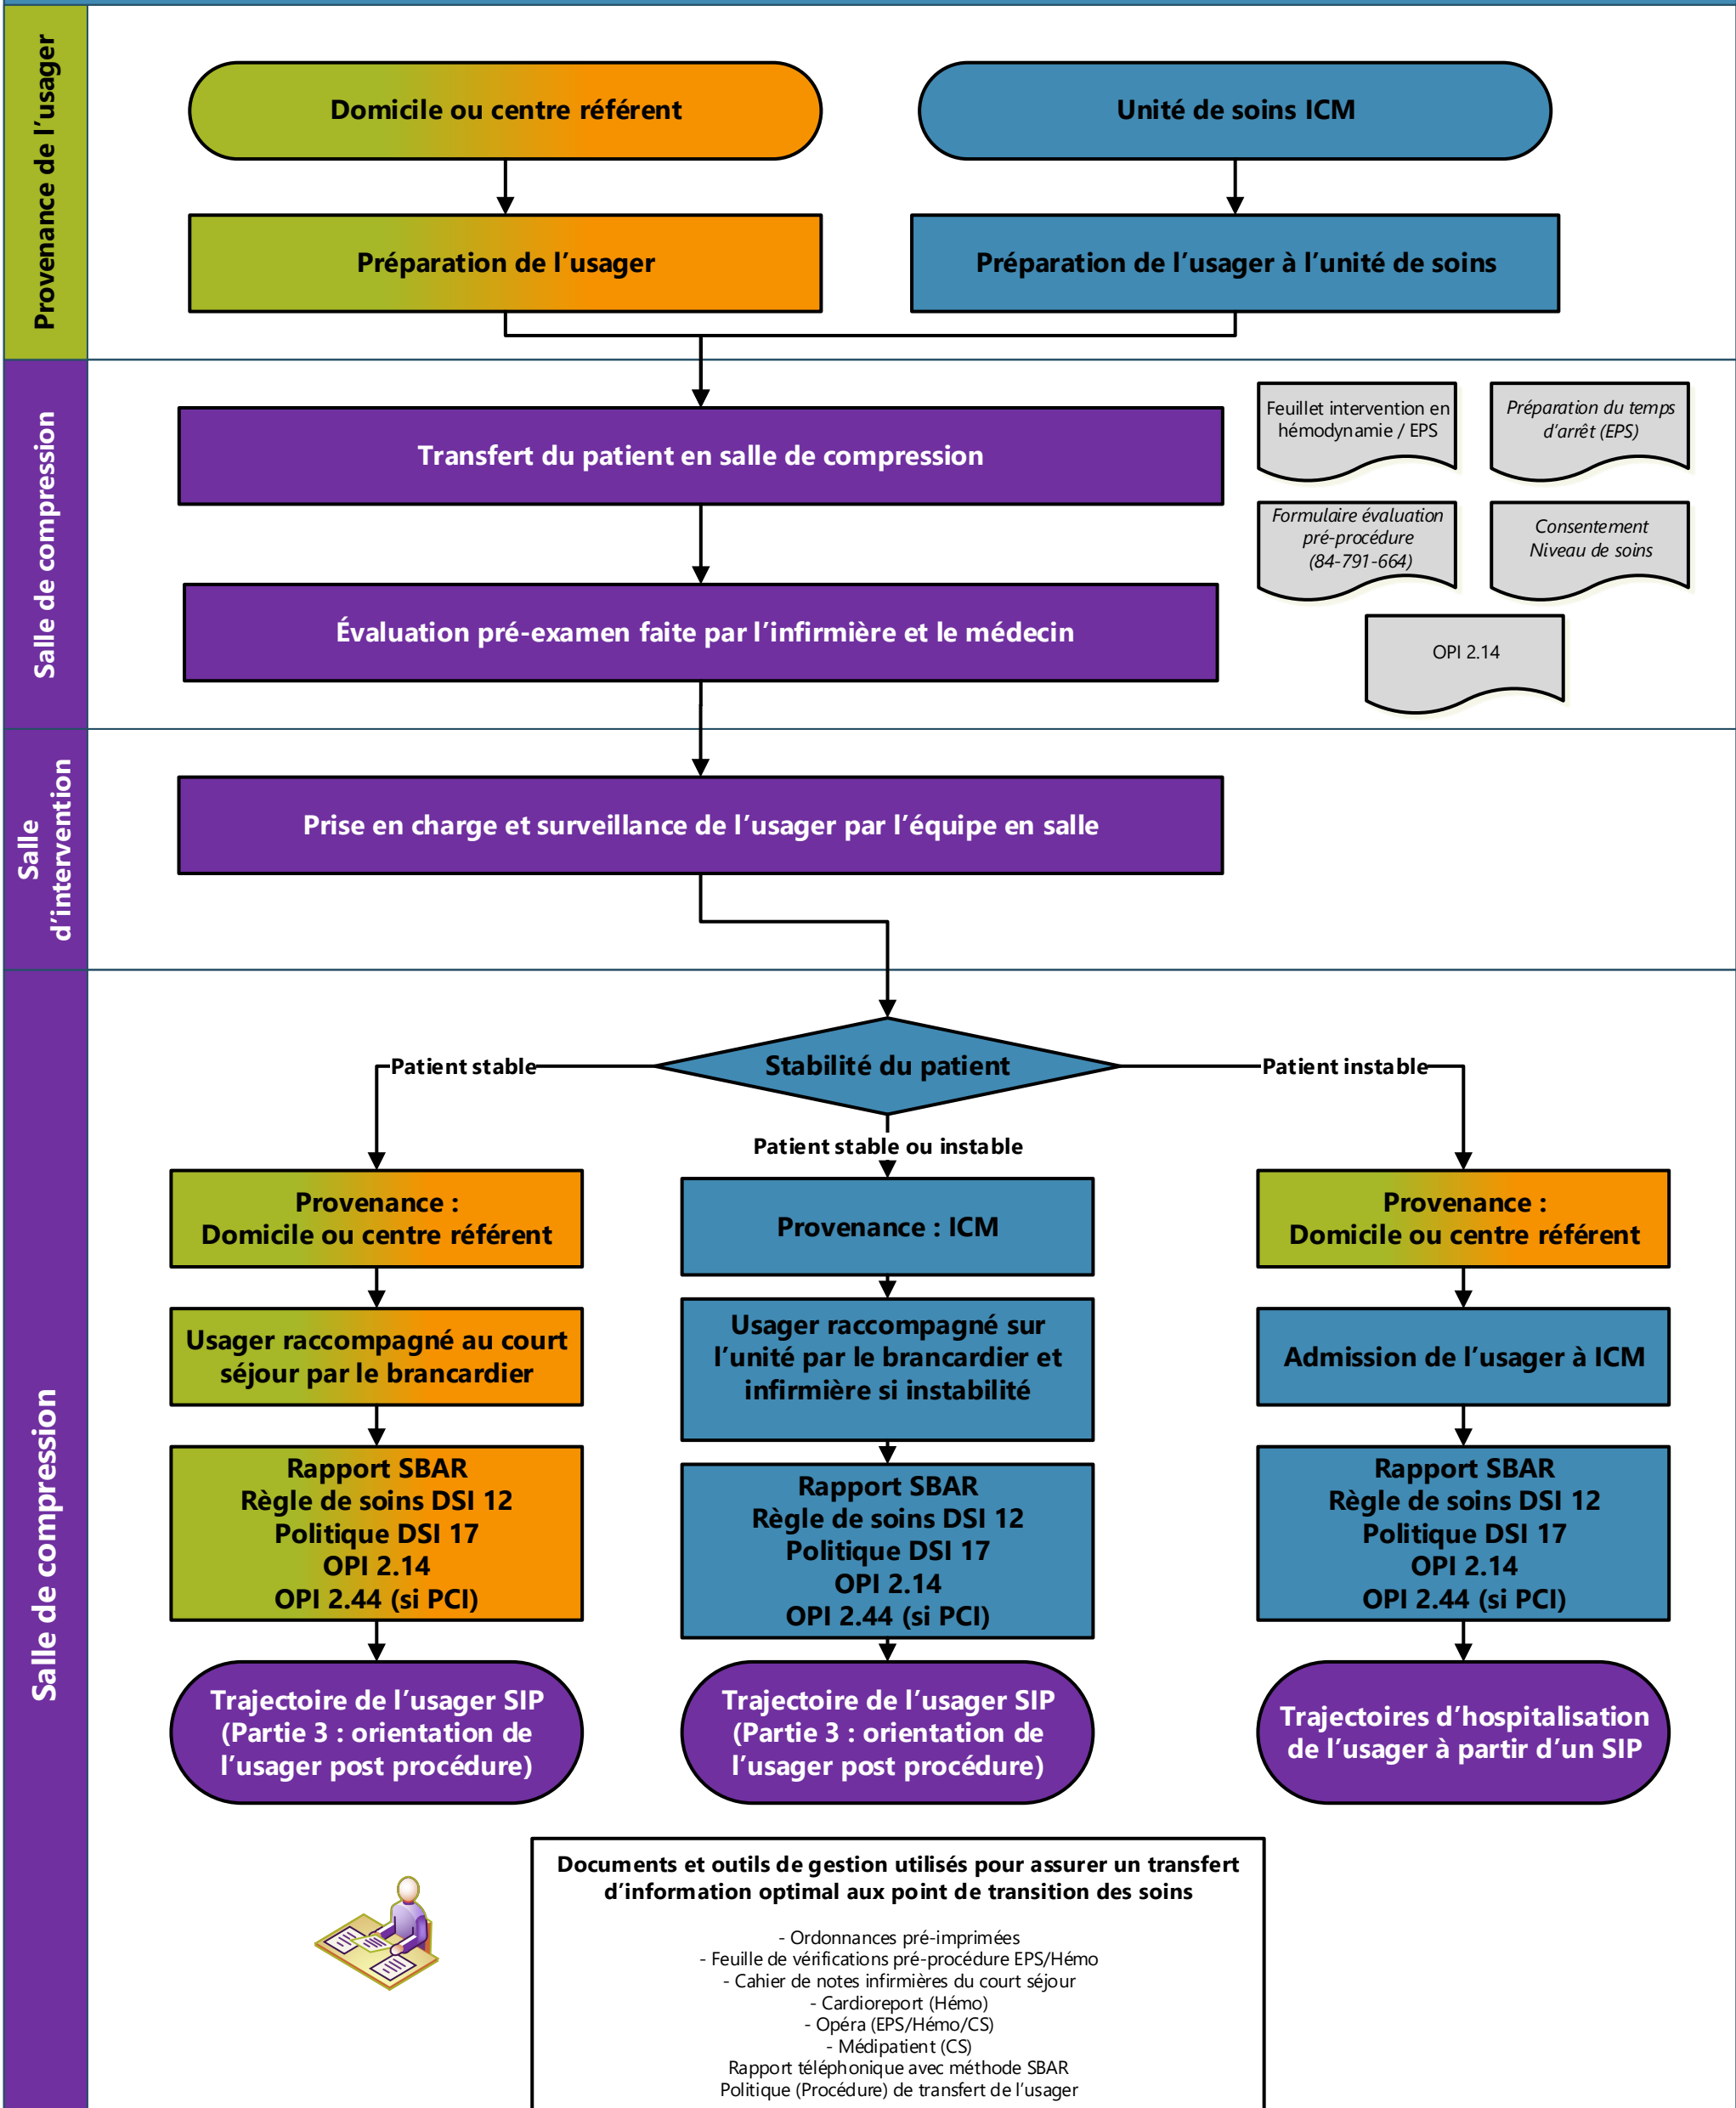 Provenance de l'usager
Domicile ou centre référent
Unité de soins ICM
Préparation de l'usager
Préparation de l'usager à l'unité de soins
Salle de compression
Transfert du patient en salle de compression
Évaluation pré-examen faite par l'infirmière et le médecin
Feuillet intervention en
hémodynamie / EPS
Préparation du temps
d'arrêt (EPS)
Formulaire évaluation
pré-procédure
(84-791-664)
Consentement
Niveau de soins
OPI 2.14
Salle
d'intervention
Prise en charge et surveillance de l'usager par l'équipe en salle
Salle de compression
Stabilité du patient
Patient stable
Patient stable ou instable
Patient instable
Provenance :
Domicile ou centre référent
Usager raccompagné au court
séjour par le brancardier
Rapport SBAR
Règle de soins DSI 12
Politique DSI 17
OPI 2.14
OPI 2.44 (si PCI)
Trajectoire de l'usager SIP
(Partie 3 : orientation de
l'usager post procédure)
Provenance : ICM
Usager raccompagné sur
l'unité par le brancardier et
infirmière si instabilité
Rapport SBAR
Règle de soins DSI 12
Politique DSI 17
OPI 2.14
OPI 2.44 (si PCI)
Trajectoire de l'usager SIP
(Partie 3 : orientation de
l'usager post procédure)
Provenance :
Domicile ou centre référent
Admission de l'usager à ICM
Rapport SBAR
Règle de soins DSI 12
Politique DSI 17
OPI 2.14
OPI 2.44 (si PCI)
Trajectoires d'hospitalisation
de l'usager à partir d'un SIP
Documents et outils de gestion utilisés pour assurer un transfert
d'information optimal aux point de transition des soins
- Ordonnances pré-imprimées
- Feuille de vérifications pré-procédure EPS/Hémo
- Cahier de notes infirmières du court séjour
- Cardioreport (Hémo)
- Opéra (EPS/Hémo/CS)
- Médipatient (CS)
Rapport téléphonique avec méthode SBAR
Politique (Procédure) de transfert de l'usager